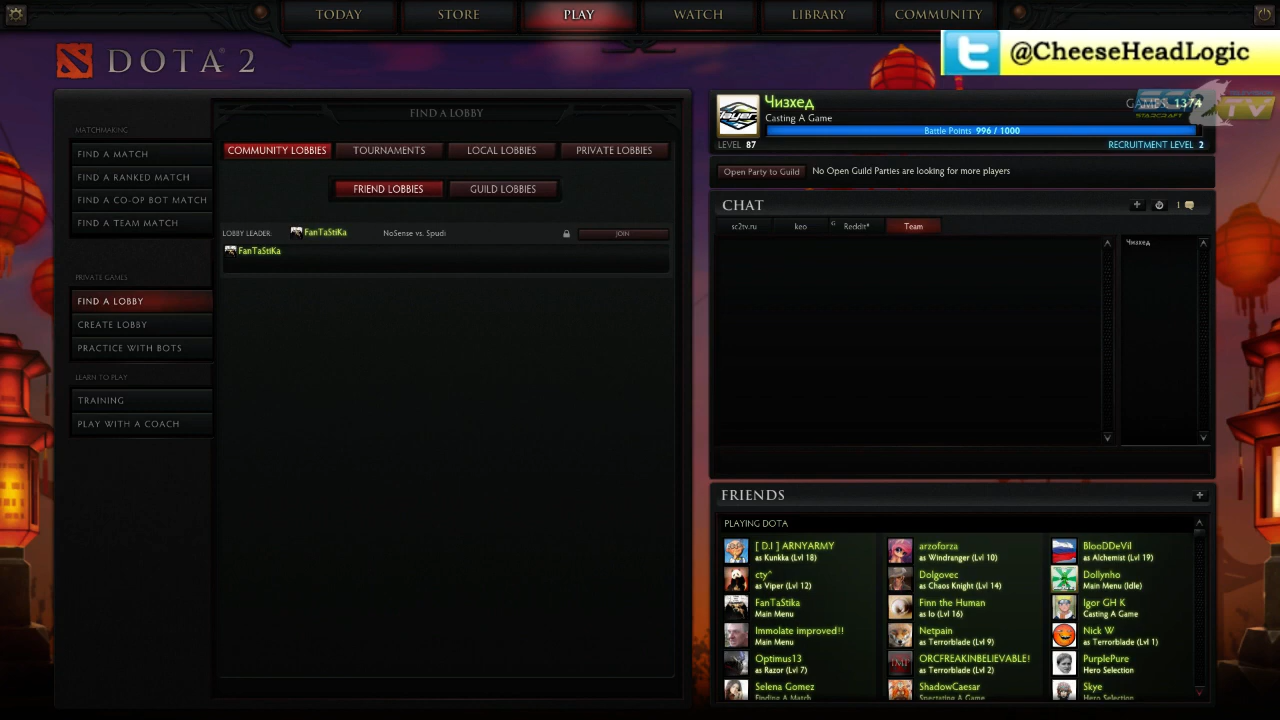 TODAY
STORE
PLAY
WATCH
LIBRARY
COMMUNITY
DOTA 2
@CheeseHeadLogic
MATCHMAKING
FIND A MATCH
FIND A RANKED MATCH
FIND A CO-OP BOT MATCH
FIND A TEAM MATCH
PRIVATE GAMES
FIND A LOBBY
CREATE LOBBY
PRACTICE WITH BOTS
LEARN TO PLAY
TRAINING
PLAY WITH A COACH
FIND A LOBBY
COMMUNITY LOBBIES
TOURNAMENTS
LOCAL LOBBIES
PRIVATE LOBBIES
FRIEND LOBBIES
GUILD LOBBIES
LOBBY LEADER: FanTaStiKa NoSense vs. Spudi JOIN
FanTaStiKa
Чизхед
GAMES 1374
STARCRAFT
TV
Casting A Game
Battle Points 996 / 1000
LEVEL 87
RECRUITMENT LEVEL 2
Open Party to Guild No Open Guild Parties are looking for more players
CHAT
1
sc2tv.ru keo G Reddit* Team
Чизхед
FRIENDS
PLAYING DOTA
[ D.I ] ARNYARMY
as Kunkka (Lvl 18)
arzoforza
as Windranger (Lvl 10)
BlooDDeVil
as Alchemist (Lvl 19)
cty^
as Viper (Lvl 12)
Dolgovec
as Chaos Knight (Lvl 14)
Dollynho
Main Menu (Idle)
FanTaStika
Main Menu
Finn the Human
as Io (Lvl 16)
Igor GH K
Casting A Game
Immolate improved!!
Main Menu
Netpain
as Terrorblade (Lvl 9)
Nick W
as Terrorblade (Lvl 1)
Optimus13
as Razor (Lvl 7)
ORCFREAKINBELIEVABLE!
as Terrorblade (Lvl 2)
PurplePure
Hero Selection
Selena Gomez
Finding A Match
ShadowCaesar
Spectating A Game
Skye
Hero Selection